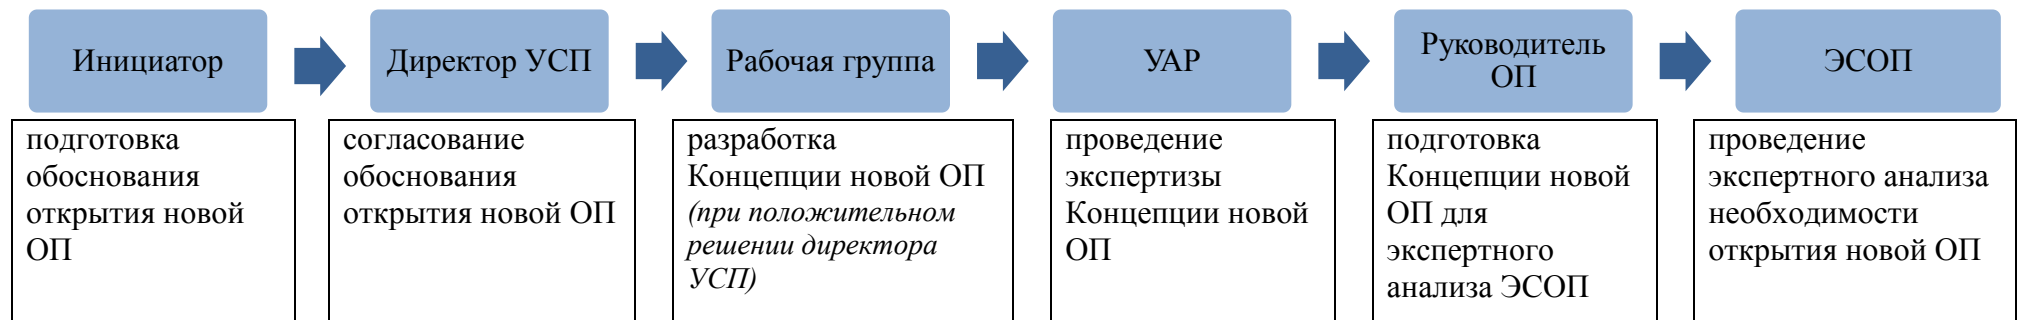 Инициатор
Директор УСП
Рабочая группа
УАР
Руководитель
ОП
ЭСОП
подготовка
обоснования
открытия новой
ОП
согласование
обоснования
открытия новой ОП
разработка
Концепции новой ОП
(при положительном
решении директора
УСП)
проведение
экспертизы
Концепции новой
ОП
подготовка
Концепции новой
ОП для
экспертного
анализа ЭСОП
проведение
экспертного анализа
необходимости
открытия новой ОП